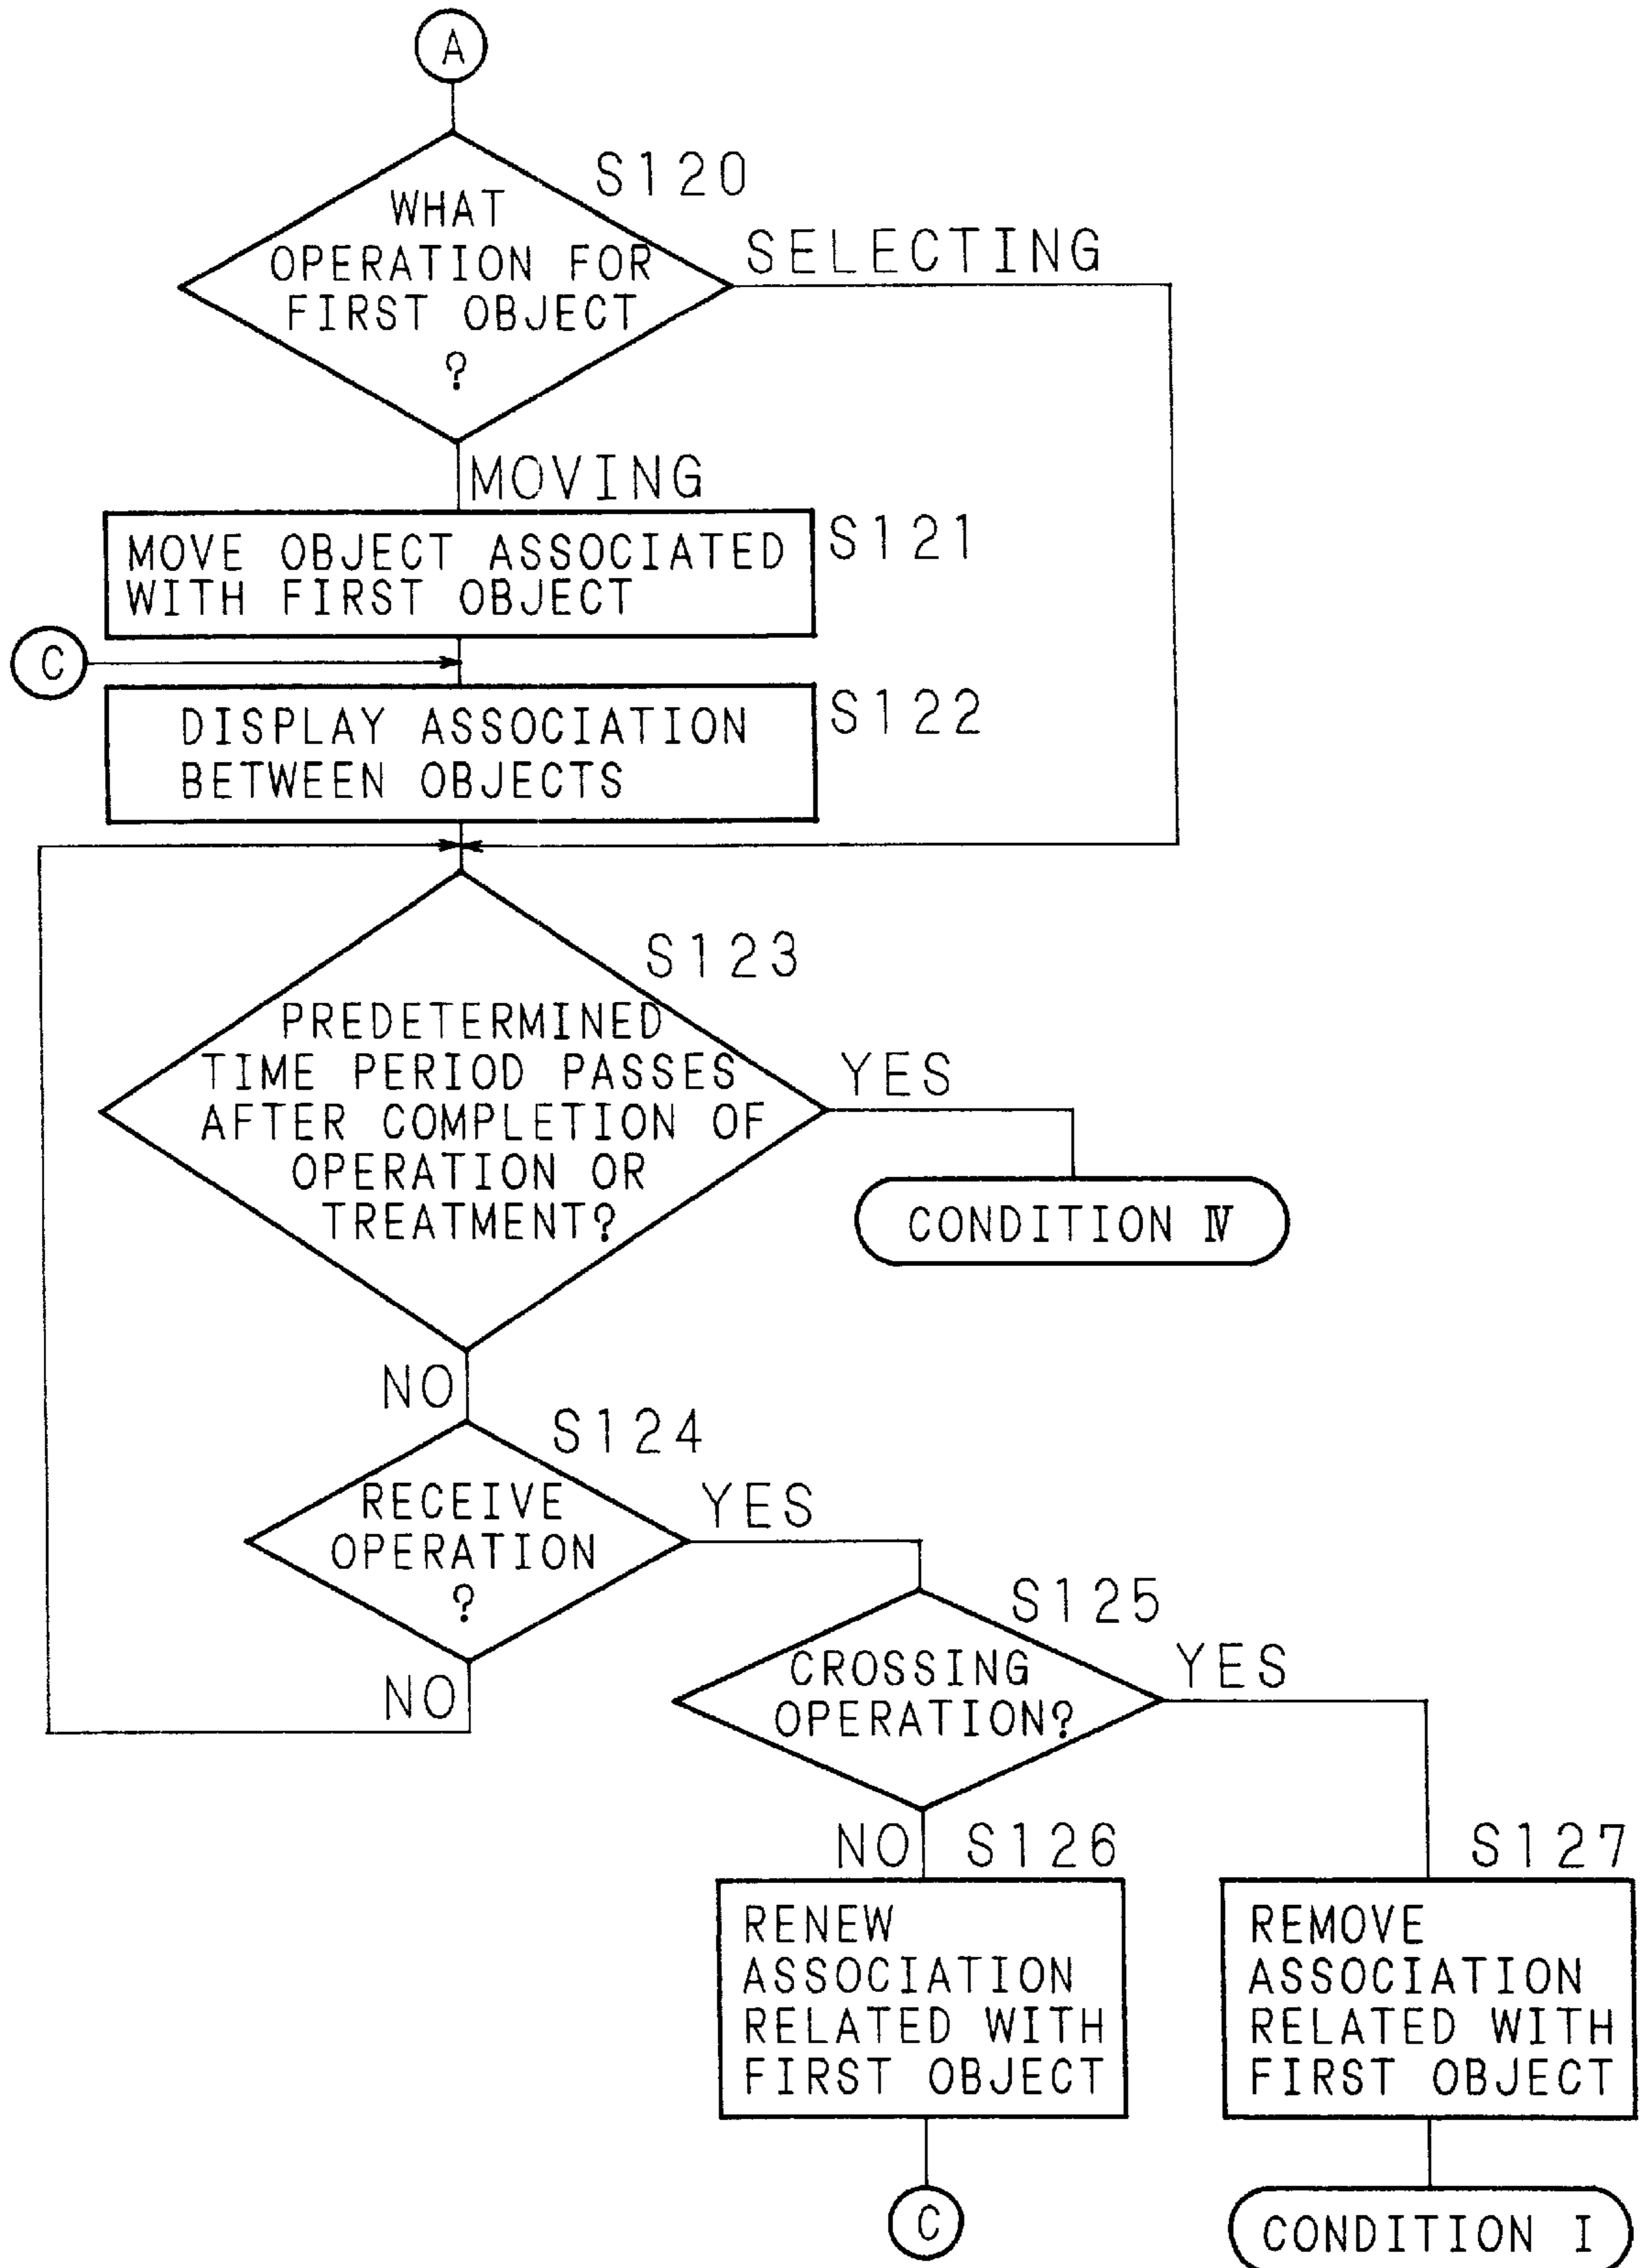 A
S120
WHAT
OPERATION FOR
FIRST OBJECT
?
SELECTING
MOVING
S121
MOVE OBJECT ASSOCIATED
WITH FIRST OBJECT
C
S122
DISPLAY ASSOCIATION
BETWEEN OBJECTS
S123
PREDETERMINED
TIME PERIOD PASSES
AFTER COMPLETION OF
OPERATION OR
TREATMENT?
YES
CONDITION Ⅳ
NO
S124
RECEIVE
OPERATION
?
YES
NO
S125
CROSSING
OPERATION?
YES
NO
S126
RENEW
ASSOCIATION
RELATED WITH
FIRST OBJECT
C
S127
REMOVE
ASSOCIATION
RELATED WITH
FIRST OBJECT
CONDITION I